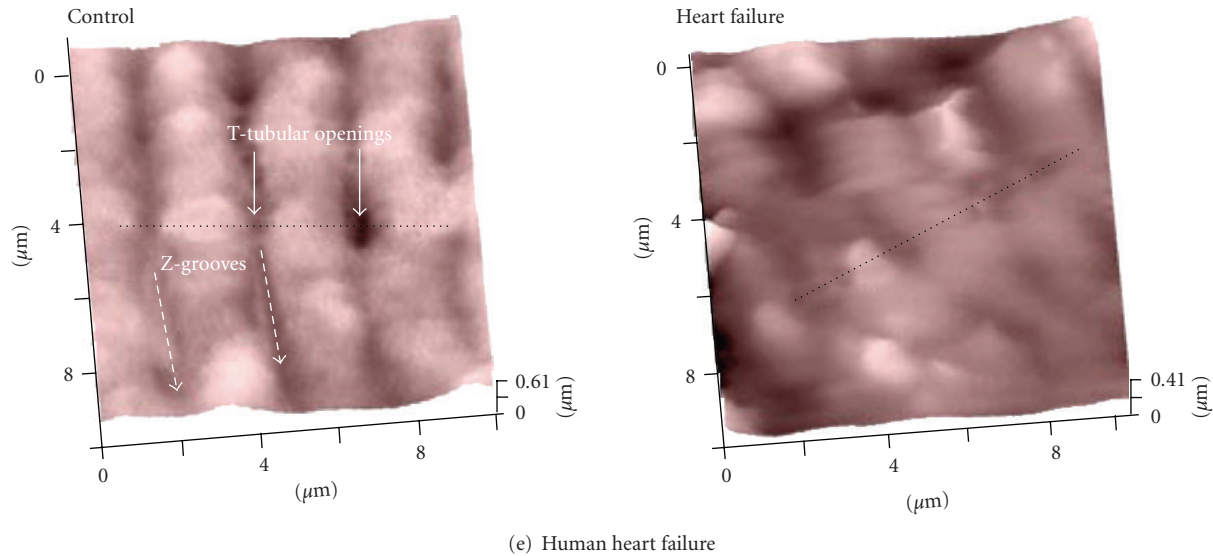 Control
Heart failure
0
4
8
(μm)
T-tubular openings
Z-grooves
0.61
0
(μm)
0
4
8
(μm)
0
4
8
(μm)
0.41
0
(μm)
0
4
8
(μm)
(e) Human heart failure